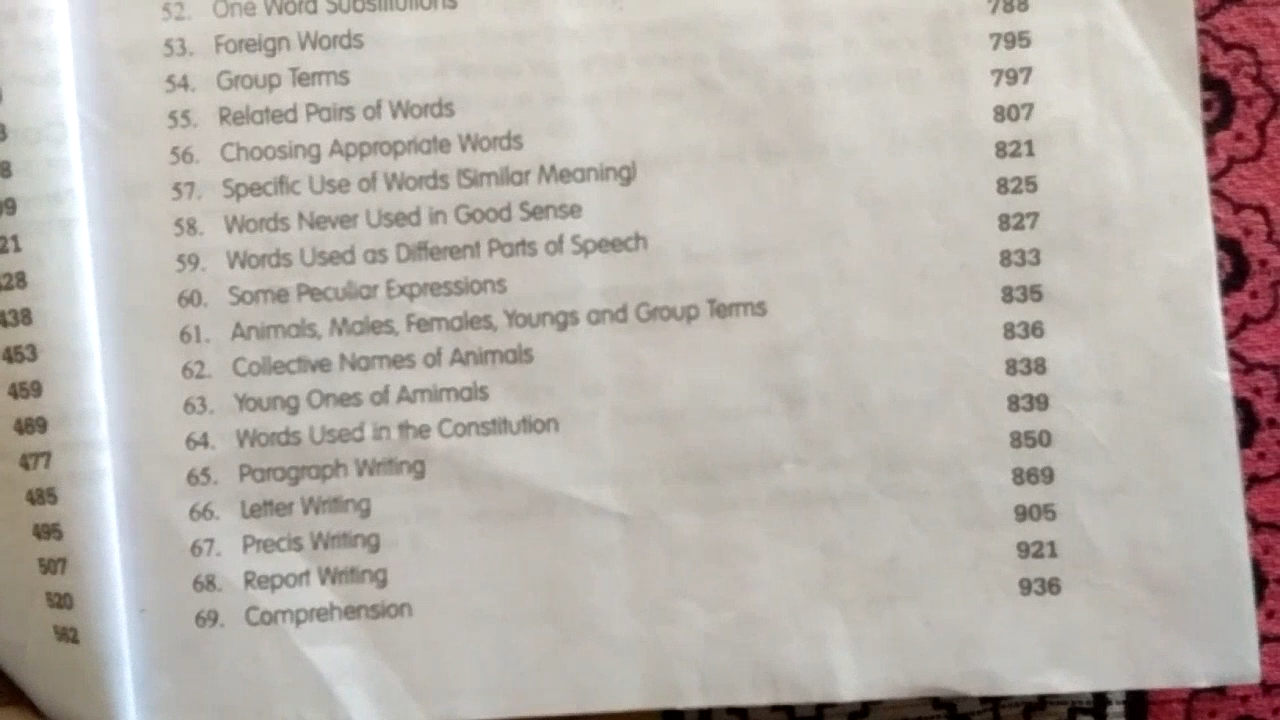 8
21
28
438
453
459
469
477
485
495
507
520
52. One Word Substitutions
53. Foreign Words 788
54. Group Terms 795
55. Related Pairs of Words 797
56. Choosing Appropriate Words 807
57. Specific Use of Words (Similar Meaning) 821
58. Words Never Used in Good Sense 825
59. Words Used as Different Parts of Speech 827
60. Some Peculiar Expressions 833
61. Animals, Males, Females, Youngs and Group Terms 835
62. Collective Names of Animals 836
63. Young Ones of Amimals 838
64. Words Used in the Constitution 839
65. Paragraph Writing 850
66. Letter Writing 869
67. Precis Writing 905
68. Report Writing 921
69. Comprehension 936